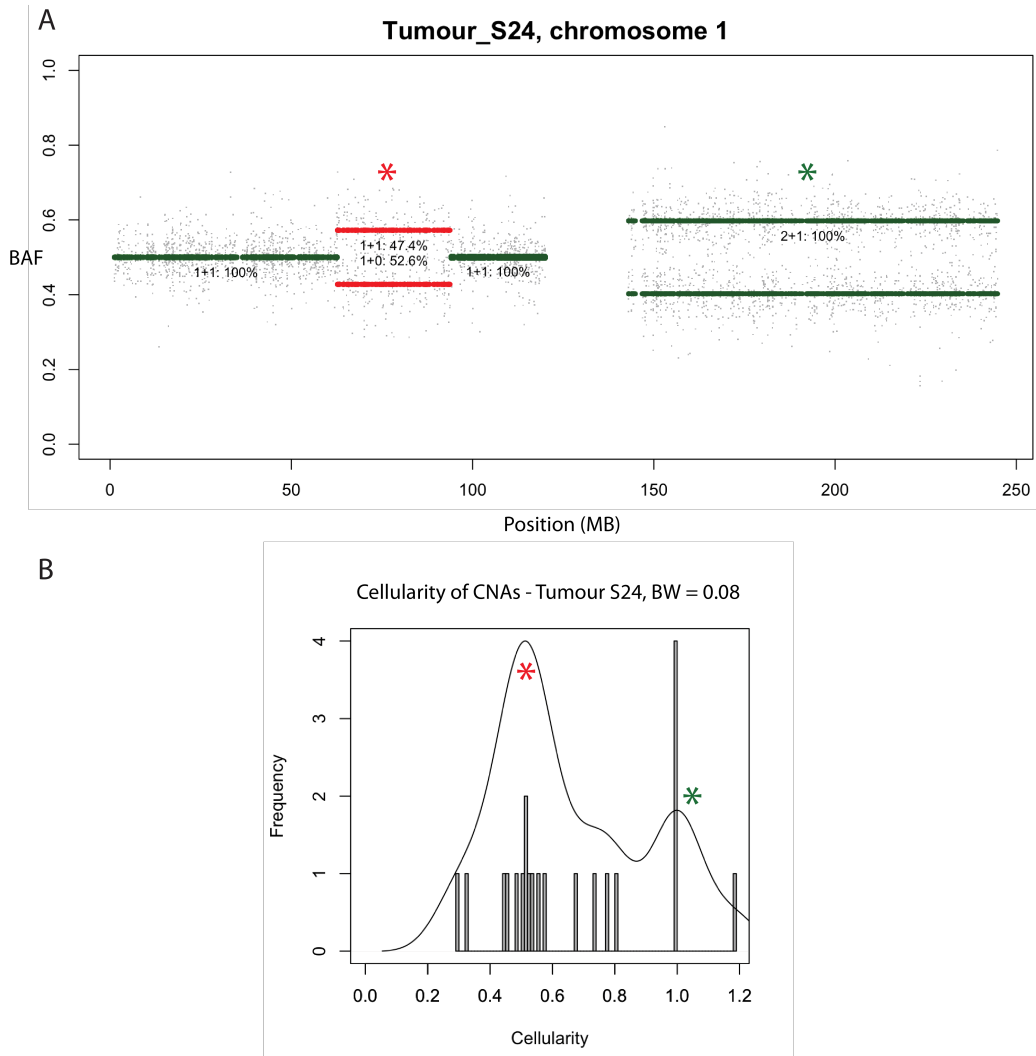 A
Tumour_S24, chromosome 1
1.0
0.8
0.6
0.4
0.2
0.0
BAF
1+1: 100%
1+1: 47.4%
1+0: 52.6%
1+1: 100%
2+1: 100%
0 50 100 150 200 250
Position (MB)
B
Cellularity of CNAs - Tumour S24, BW = 0.08
4
3
2
1
0
Frequency
0.0 0.2 0.4 0.6 0.8 1.0 1.2
Cellularity